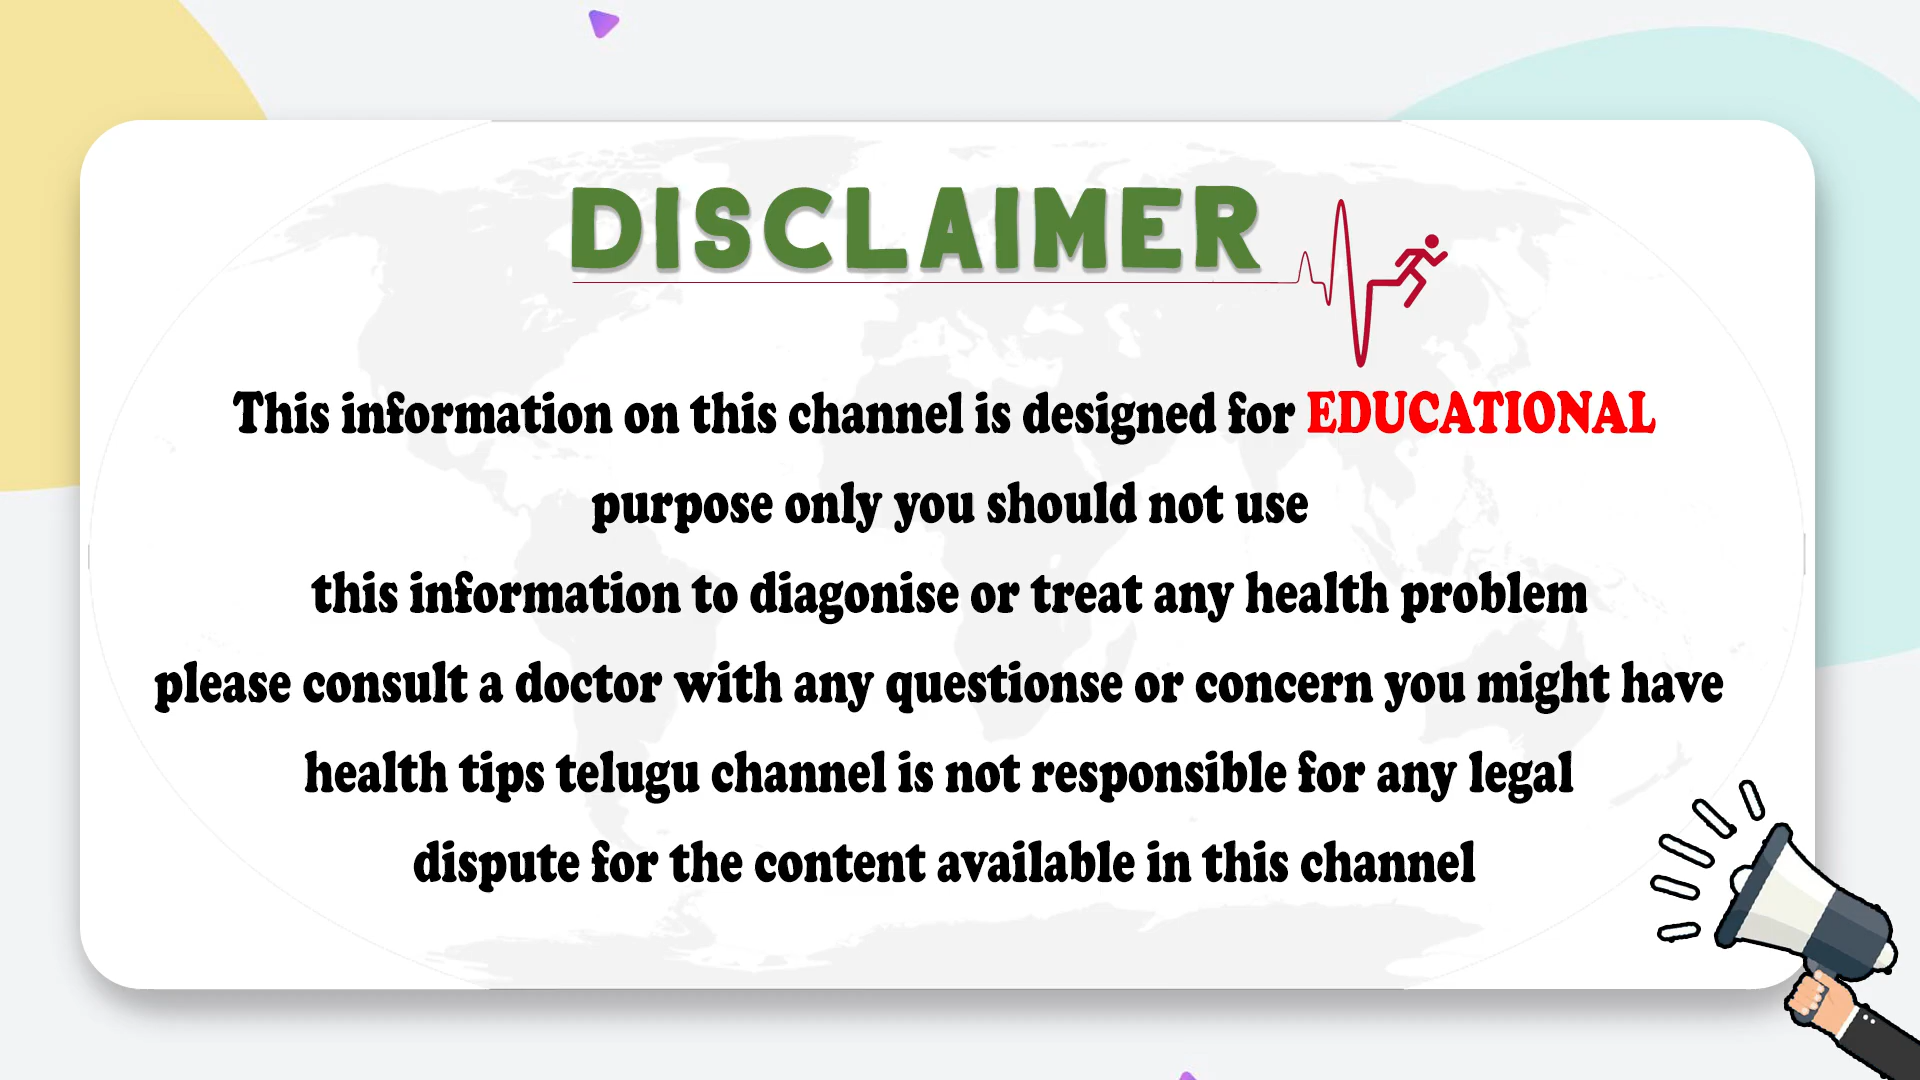 DISCLAIMER
This information on this channel is designed for EDUCATIONAL
purpose only you should not use
this information to diagonise or treat any health problem
please consult a doctor with any questionse or concern you might have
health tips telugu channel is not responsible for any legal
dispute for the content available in this channel